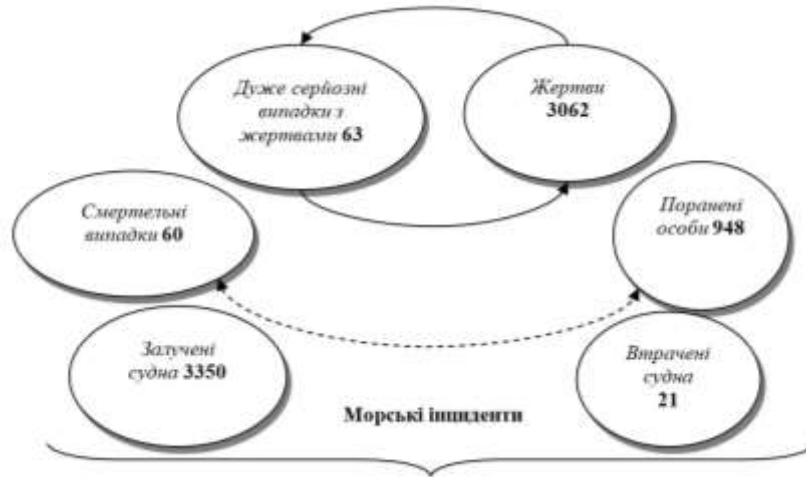 Дуже серйозні
випадки з
жертвами 63
Жертви
3062
Смертельні
випадки 60
Поранені
особи 948
Залучені
судна 3350
Втрачені
судна
21
Морські інциденти